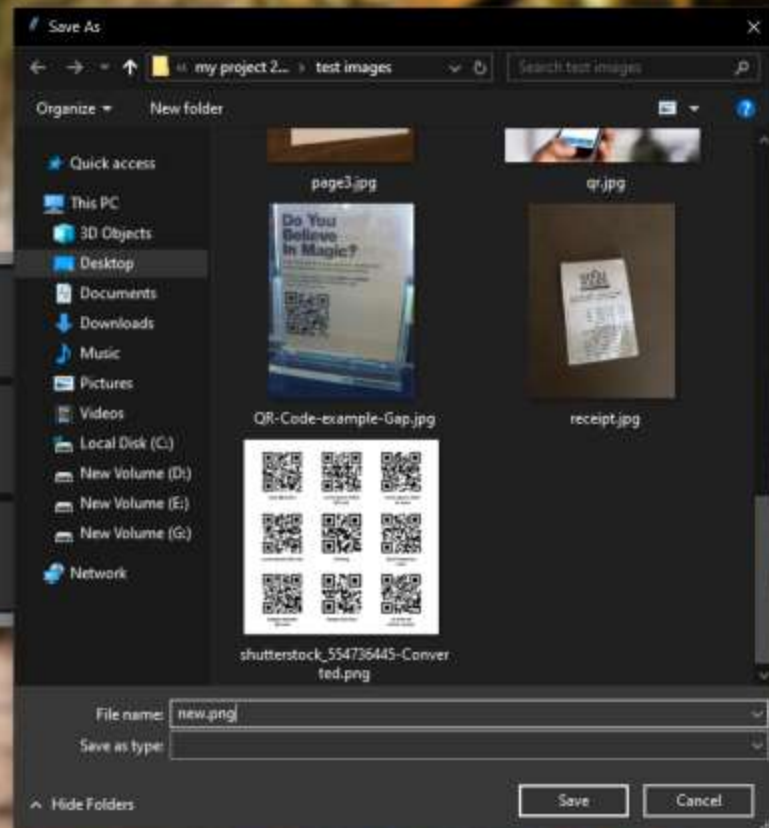 Save As
my project 2... › test images
Search test images
Organize
New folder
Quick access
This PC
3D Objects
Desktop
Documents
Downloads
Music
Pictures
Videos
Local Disk (C:)
New Volume (D:)
New Volume (E:)
New Volume (G:)
Network
page3.jpg
qr.jpg
Do You
Believe
In Magic?
QR-Code-example-Gap.jpg
receipt.jpg
shutterstock_554736445-Conver
ted.png
File name: new.png
Save as type:
Hide Folders
Save
Cancel